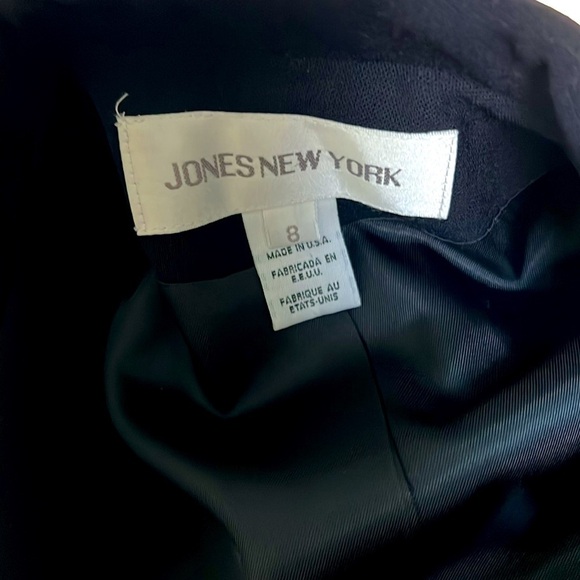 JONES NEW YORK
8
MADE IN U.S.A.
FABRICADA EN
E.E.U.U.
FABRIQUE AU
ETATS-UNIS